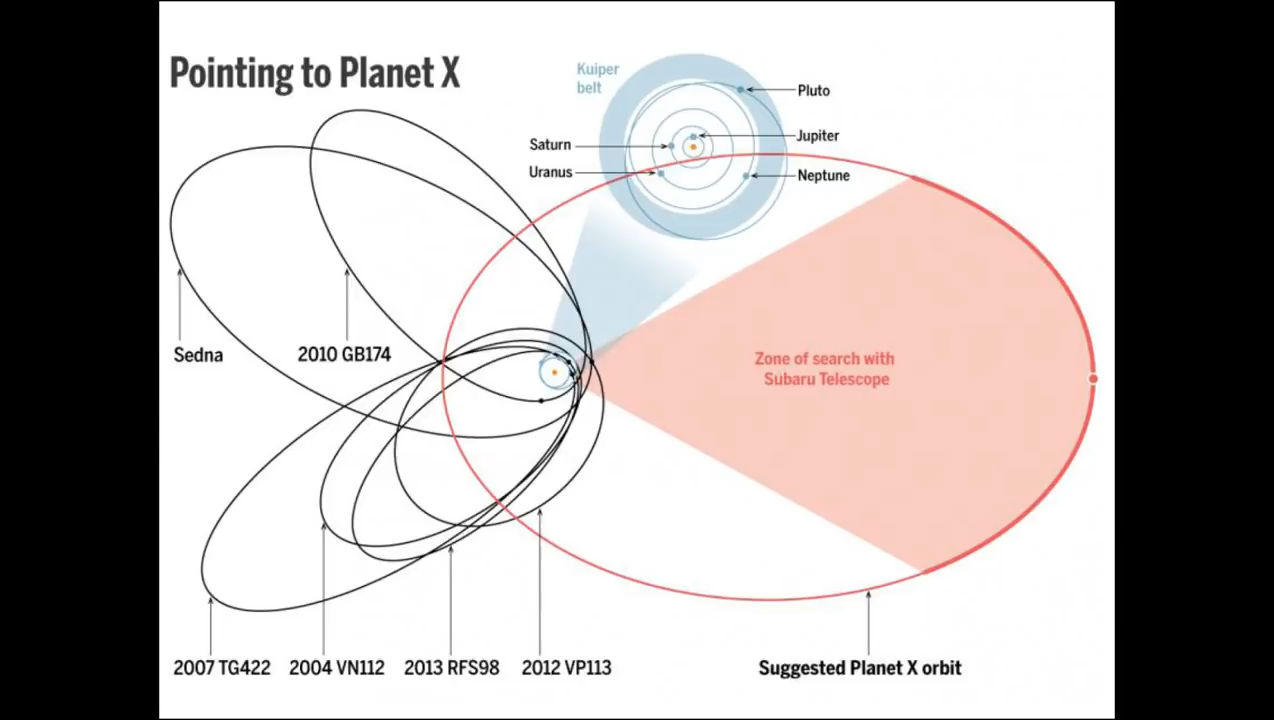 Pointing to Planet X
Kuiper
belt
Pluto
Jupiter
Saturn
Uranus
Neptune
Sedna
2010 GB174
Zone of search with
Subaru Telescope
2007 TG422
2004 VN112
2013 RFS98
2012 VP113
Suggested Planet X orbit